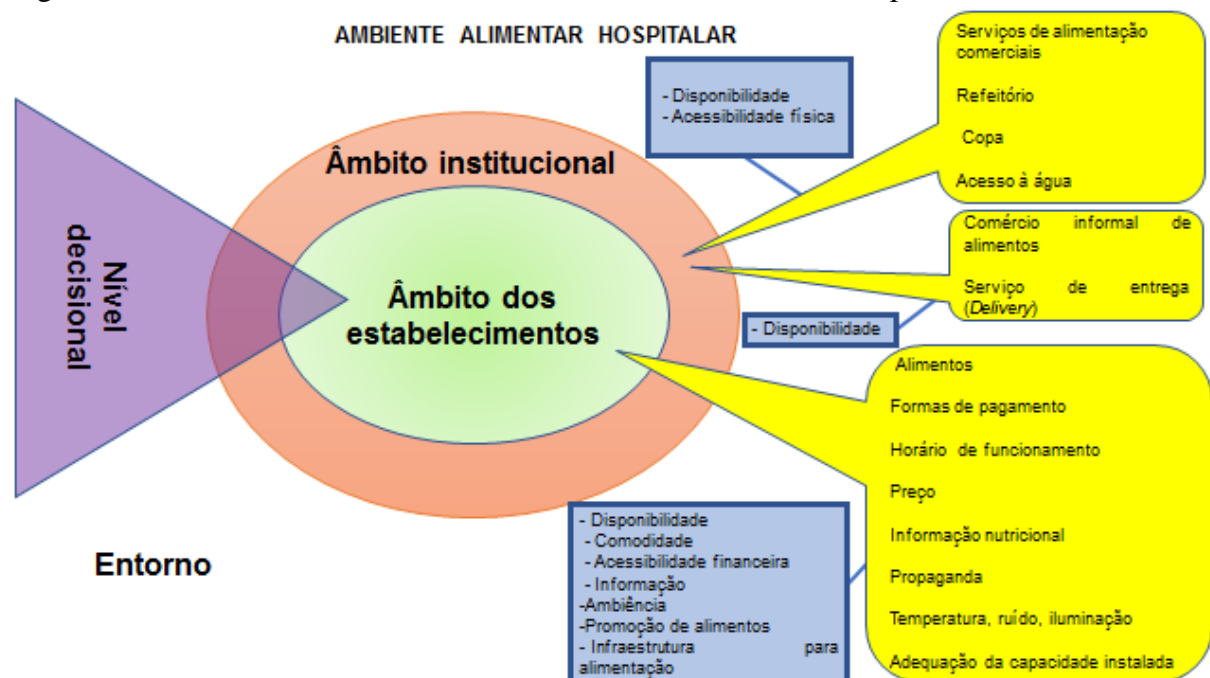 AMBIENTE ALIMENTAR HOSPITALAR
Nível
decisional
Âmbito institucional
Âmbito dos
estabelecimentos
Entorno
- Disponibilidade
- Acessibilidade física
Serviços de alimentação
comerciais
Refeitório
Copa
Acesso à água
Comércio informal de
alimentos
Serviço de entrega
(Delivery)
- Disponibilidade
Alimentos
Formas de pagamento
Horário de funcionamento
Preço
Informação nutricional
Propaganda
Temperatura, ruído, iluminação
Adequação da capacidade instalada
- Disponibilidade
- Comodidade
- Acessibilidade financeira
- Informação
-Ambiência
-Promoção de alimentos
- Infraestrutura para
alimentação